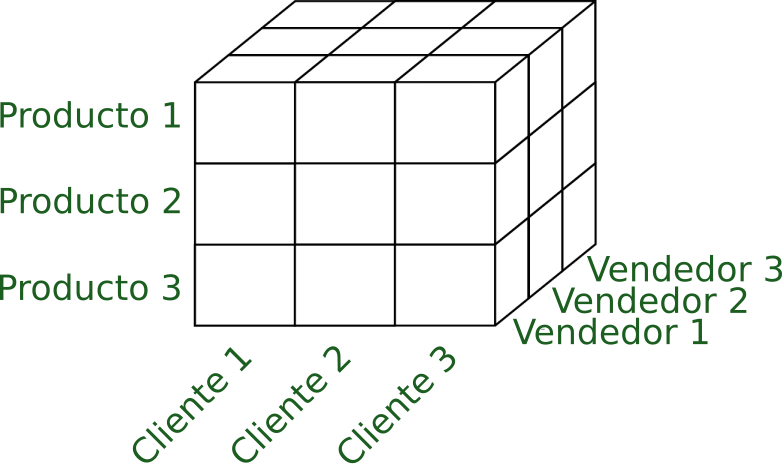 Producto 1
Producto 2
Producto 3
Vendedor 3
Vendedor 2
Vendedor 1
Cliente 1
Cliente 2
Cliente 3